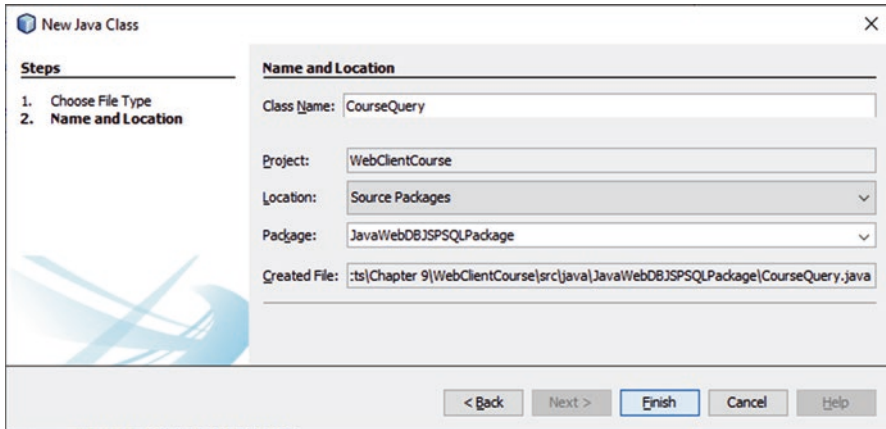 New Java Class
Steps
1. Choose File Type
2. Name and Location
Name and Location
Class Name: CourseQuery
Project: WebClientCourse
Location: Source Packages
Package: JavaWebDBJSPSQLPackage
Created File: :ts\Chapter 9\WebClientCourse\src\java\JavaWebDBJSPSQLPackage\CourseQuery.java
< Back Next > Finish Cancel Help